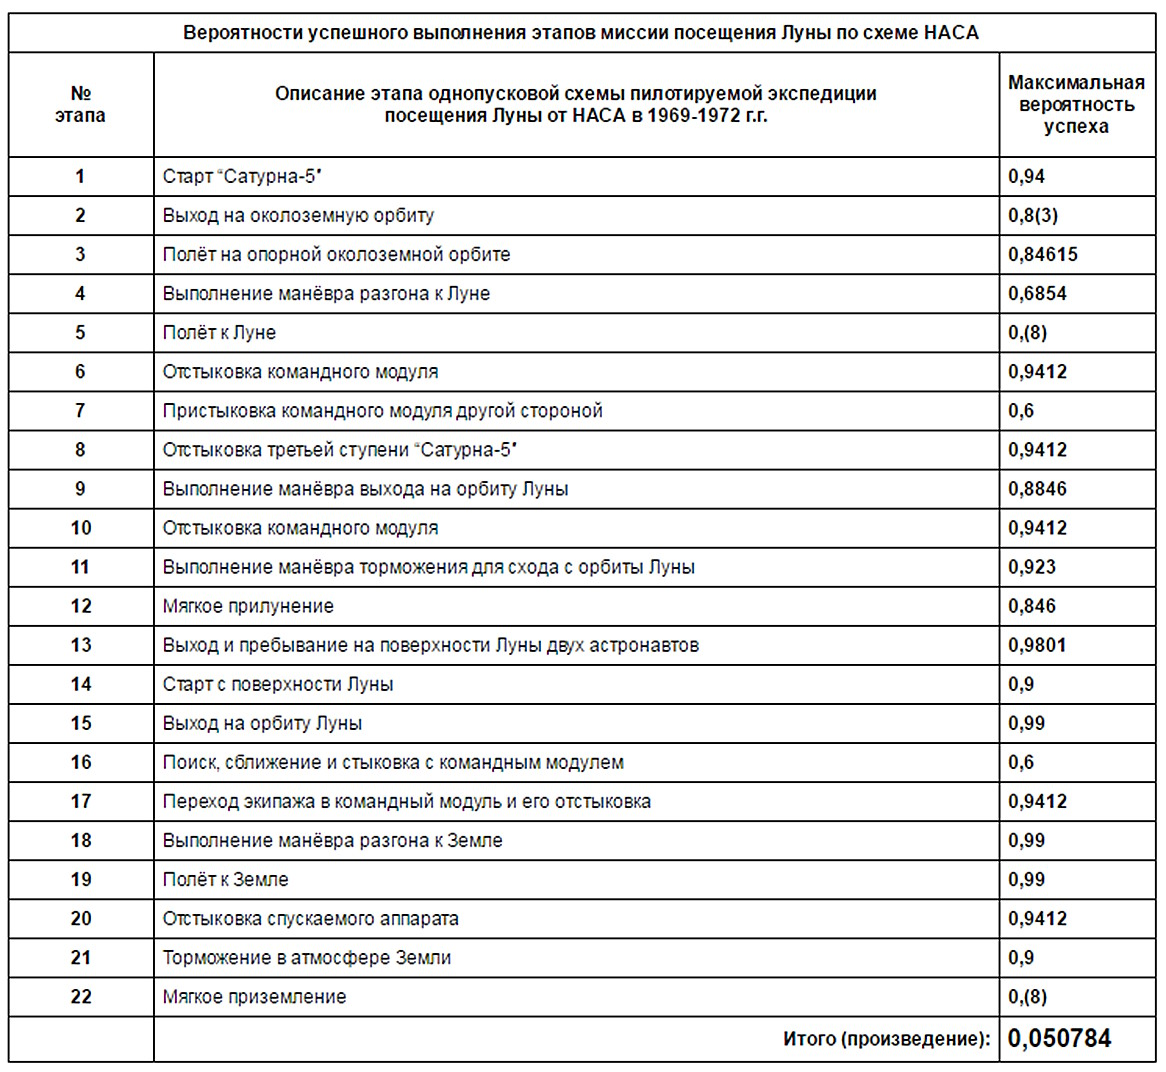 Вероятности успешного выполнения этапов миссии посещения Луны по схеме НАСА
№
этапа
Описание этапа однопусковой схемы пилотируемой экспедиции
посещения Луны от НАСА в 1969-1972 г.г.
Максимальная
вероятность
успеха
1 Старт “Сатурна-5″ 0,94
2 Выход на околоземную орбиту 0,8(3)
3 Полёт на опорной околоземной орбите 0,84615
4 Выполнение манёвра разгона к Луне 0,6854
5 Полёт к Луне 0,(8)
6 Отстыковка командного модуля 0,9412
7 Пристыковка командного модуля другой стороной 0,6
8 Отстыковка третьей ступени “Сатурна-5″ 0,9412
9 Выполнение манёвра выхода на орбиту Луны 0,8846
10 Отстыковка командного модуля 0,9412
11 Выполнение манёвра торможения для схода с орбиты Луны 0,923
12 Мягкое прилунение 0,846
13 Выход и пребывание на поверхности Луны двух астронавтов 0,9801
14 Старт с поверхности Луны 0,9
15 Выход на орбиту Луны 0,99
16 Поиск, сближение и стыковка с командным модулем 0,6
17 Переход экипажа в командный модуль и его отстыковка 0,9412
18 Выполнение манёвра разгона к Земле 0,99
19 Полёт к Земле 0,99
20 Отстыковка спускаемого аппарата 0,9412
21 Торможение в атмосфере Земли 0,9
22 Мягкое приземление 0,(8)
Итого (произведение): 0,050784